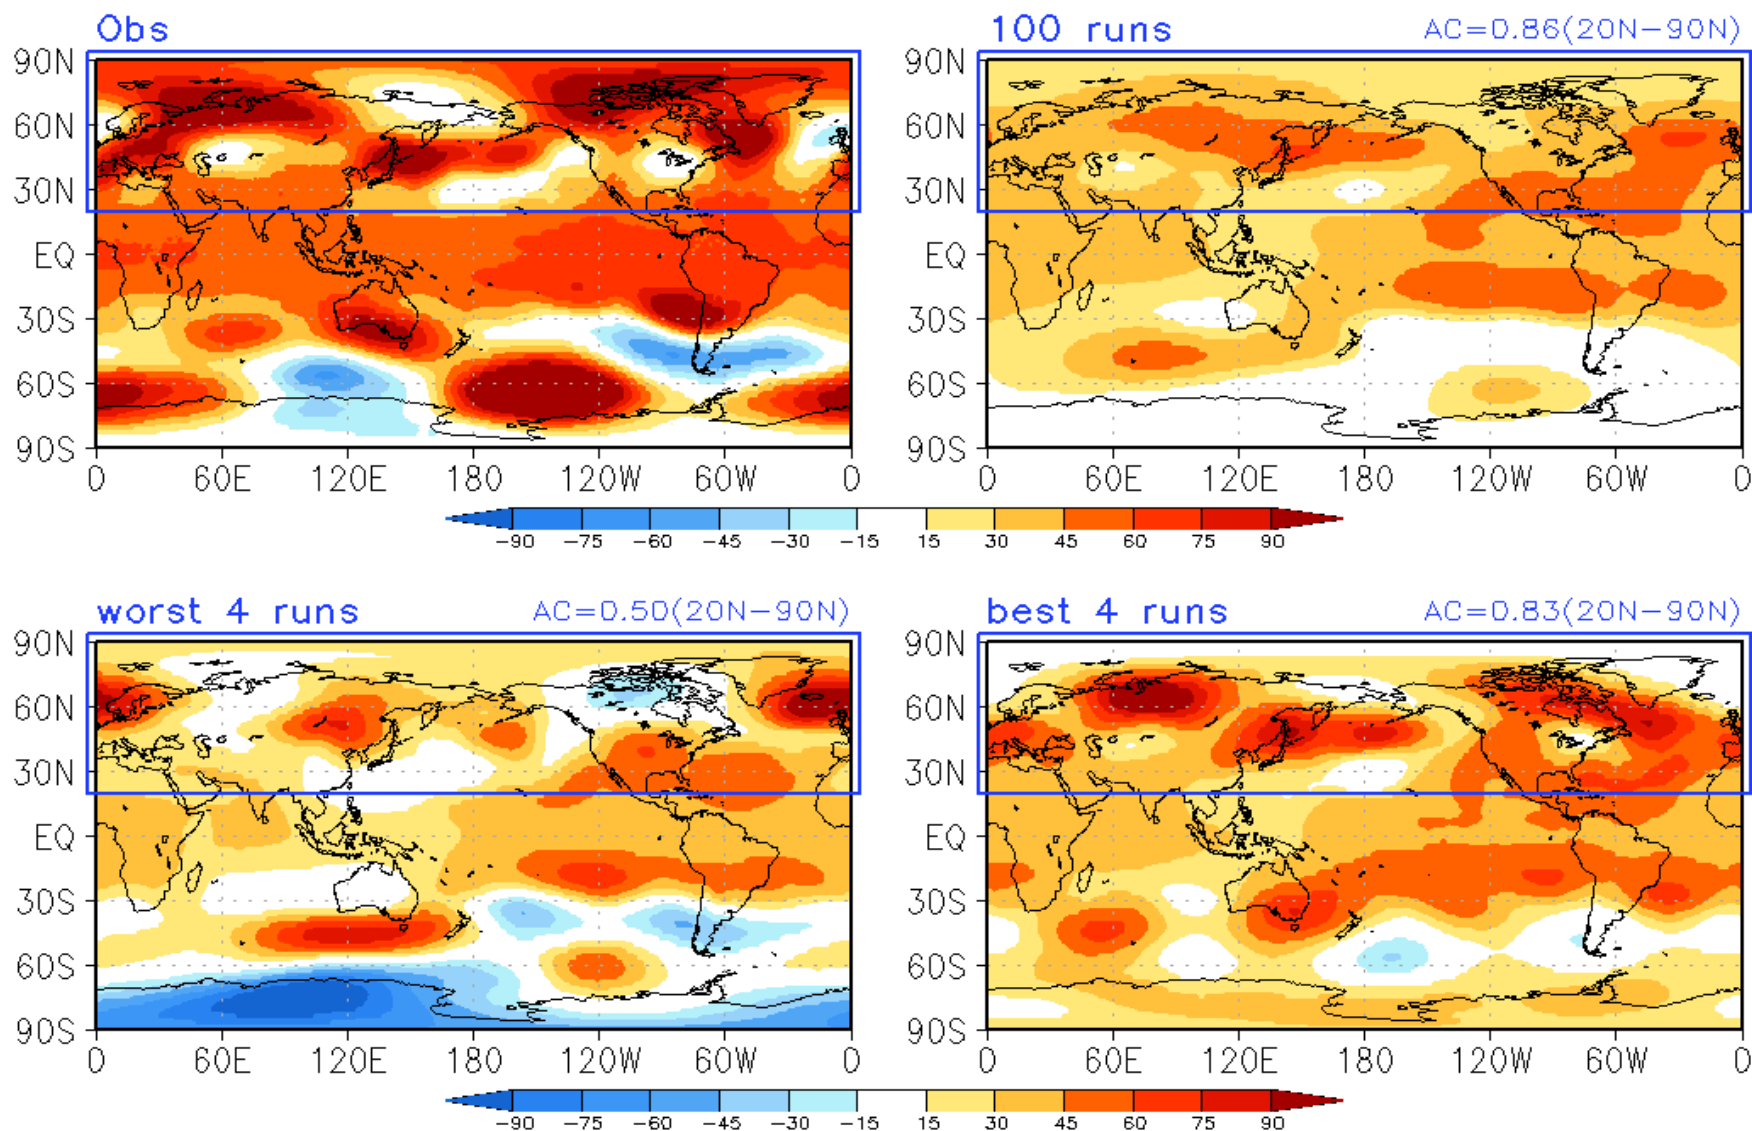 Obs
100 runs AC=0.86(20N−90N)
90N
60N
30N
EQ
30S
60S
90S
0 60E 120E 180 120W 60W 0
90N
60N
30N
EQ
30S
60S
90S
0 60E 120E 180 120W 60W 0
−90 −75 −60 −45 −30 −15 15 30 45 60 75 90
worst 4 runs AC=0.50(20N−90N)
best 4 runs AC=0.83(20N−90N)
90N
60N
30N
EQ
30S
60S
90S
0 60E 120E 180 120W 60W 0
90N
60N
30N
EQ
30S
60S
90S
0 60E 120E 180 120W 60W 0
−90 −75 −60 −45 −30 −15 15 30 45 60 75 90